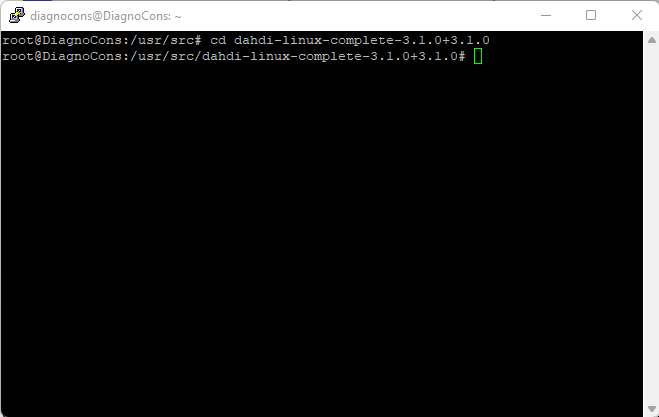 diagnocons@DiagnoCons: ~
root@DiagnoCons:/usr/src# cd dahdi-linux-complete-3.1.0+3.1.0
root@DiagnoCons:/usr/src/dahdi-linux-complete-3.1.0+3.1.0#